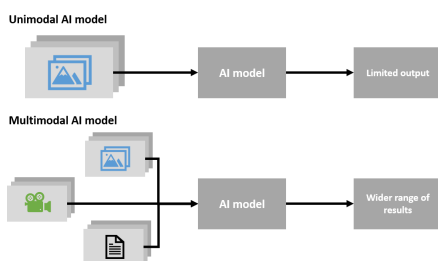 Unimodal AI model
AI model
Limited output
Multimodal AI model
AI model
Wider range of
results